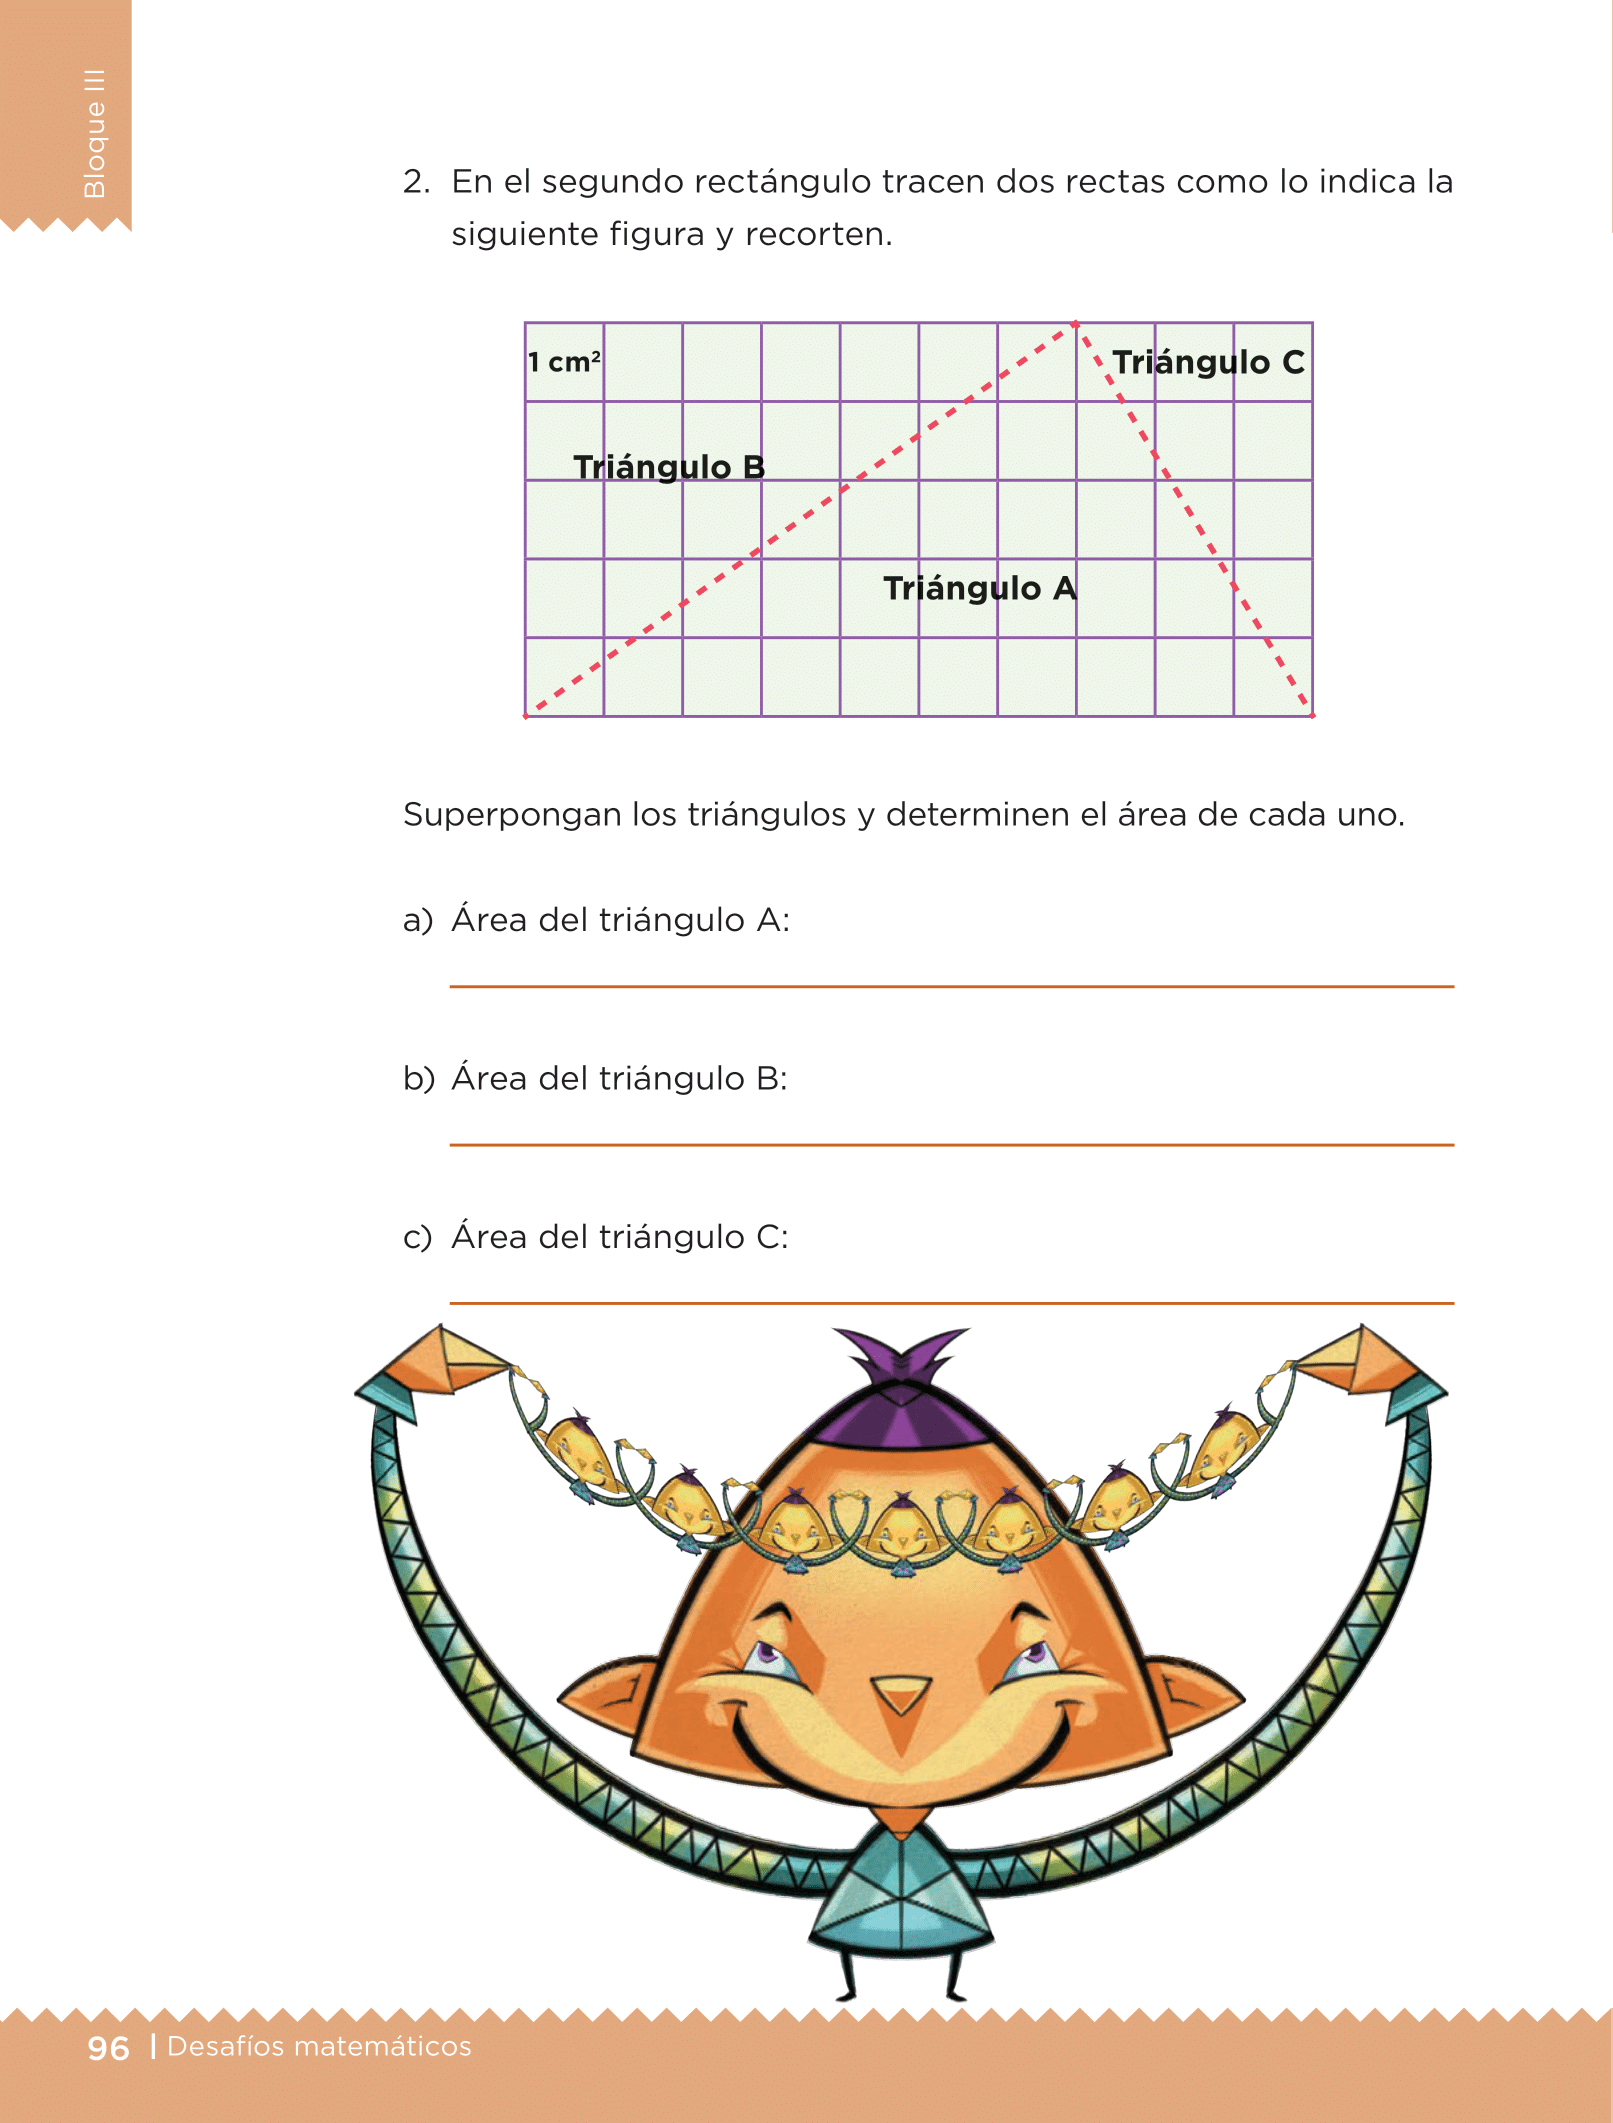 Bloque III
2. En el segundo rectángulo tracen dos rectas como lo indica la
siguiente figura y recorten.
1 cm²
Triángulo C
Triángulo B
Triángulo A
Superpongan los triángulos y determinen el área de cada uno.
a) Área del triángulo A:
b) Área del triángulo B:
c) Área del triángulo C:
96 | Desafíos matemáticos